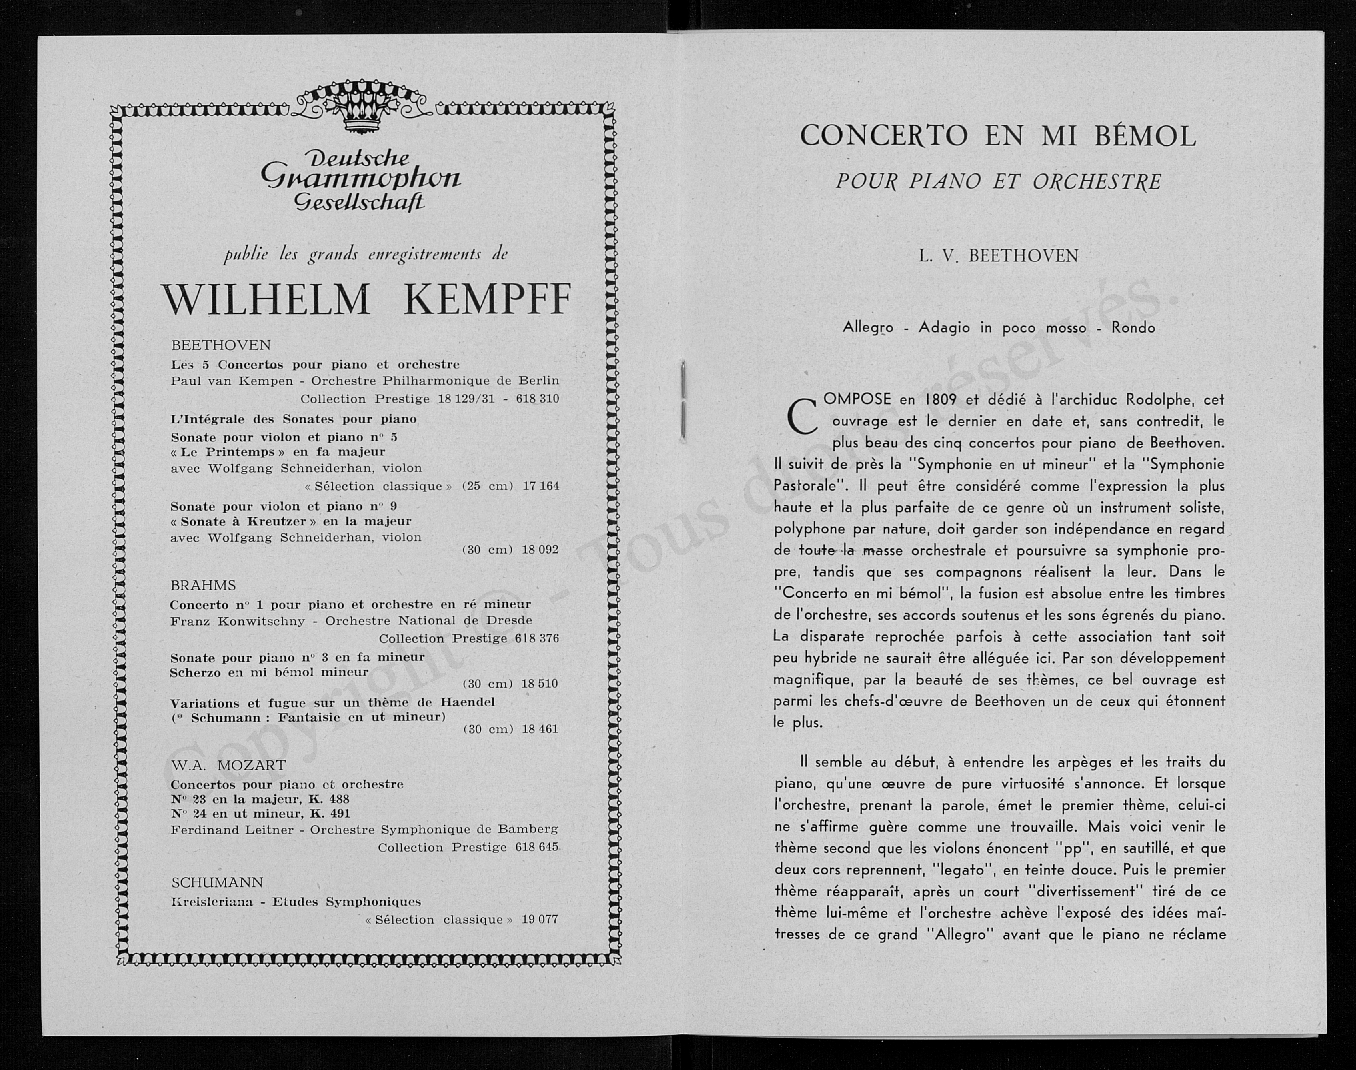 Deutsche
Grammophon
Gesellschaft
publie les grands enregistrements de
WILHELM KEMPFF
BEETHOVEN
Les 5 Concertos pour piano et orchestre
Paul van Kempen - Orchestre Philharmonique de Berlin
Collection Prestige 18 129/31 - 618 310
L'Intégrale des Sonates pour piano
Sonate pour violon et piano n° 5
« Le Printemps » en fa majeur
avec Wolfgang Schneiderhan, violon
« Sélection classique » (25 cm) 17 164
Sonate pour violon et piano n° 9
« Sonate à Kreutzer » en la majeur
avec Wolfgang Schneiderhan, violon
(30 cm) 18 092
BRAHMS
Concerto n° 1 pour piano et orchestre en ré mineur
Franz Konwitschny - Orchestre National de Dresde
Collection Prestige 618 376
Sonate pour piano n° 3 en fa mineur
Scherzo en mi bémol mineur
(30 cm) 18 510
Variations et fugue sur un thème de Haendel
(* Schumann : Fantaisie en ut mineur)
(30 cm) 18 461
W.A. MOZART
Concertos pour piano et orchestre
N° 23 en la majeur, K. 488
N° 24 en ut mineur, K. 491
Ferdinand Leitner - Orchestre Symphonique de Bamberg
Collection Prestige 618 645
SCHUMANN
Kreisleriana - Etudes Symphoniques
« Sélection classique » 19 077
CONCERTO EN MI BÉMOL
POUR PIANO ET ORCHESTRE
L. V. BEETHOVEN
Allegro - Adagio in poco mosso - Rondo
COMPOSE en 1809 et dédié à l'archiduc Rodolphe, cet
ouvrage est le dernier en date et, sans contredit, le
plus beau des cinq concertos pour piano de Beethoven.
Il suivit de près la "Symphonie en ut mineur" et la "Symphonie
Pastorale". Il peut être considéré comme l'expression la plus
haute et la plus parfaite de ce genre où un instrument soliste,
polyphone par nature, doit garder son indépendance en regard
de toute la masse orchestrale et poursuivre sa symphonie pro-
pre, tandis que ses compagnons réalisent la leur. Dans le
"Concerto en mi bémol", la fusion est absolue entre les timbres
de l'orchestre, ses accords soutenus et les sons égrenés du piano.
La disparate reprochée parfois à cette association tant soit
peu hybride ne saurait être alléguée ici. Par son développement
magnifique, par la beauté de ses thèmes, ce bel ouvrage est
parmi les chefs-d'œuvre de Beethoven un de ceux qui étonnent
le plus.
Il semble au début, à entendre les arpèges et les traits du
piano, qu'une œuvre de pure virtuosité s'annonce. Et lorsque
l'orchestre, prenant la parole, émet le premier thème, celui-ci
ne s'affirme guère comme une trouvaille. Mais voici venir le
thème second que les violons énoncent "pp", en sautillé, et que
deux cors reprennent, "legato", en teinte douce. Puis le premier
thème réapparaît, après un court "divertissement" tiré de ce
thème lui-même et l'orchestre achève l'exposé des idées maî-
tresses de ce grand "Allegro" avant que le piano ne réclame
Copyright © - Tous droits réservés.